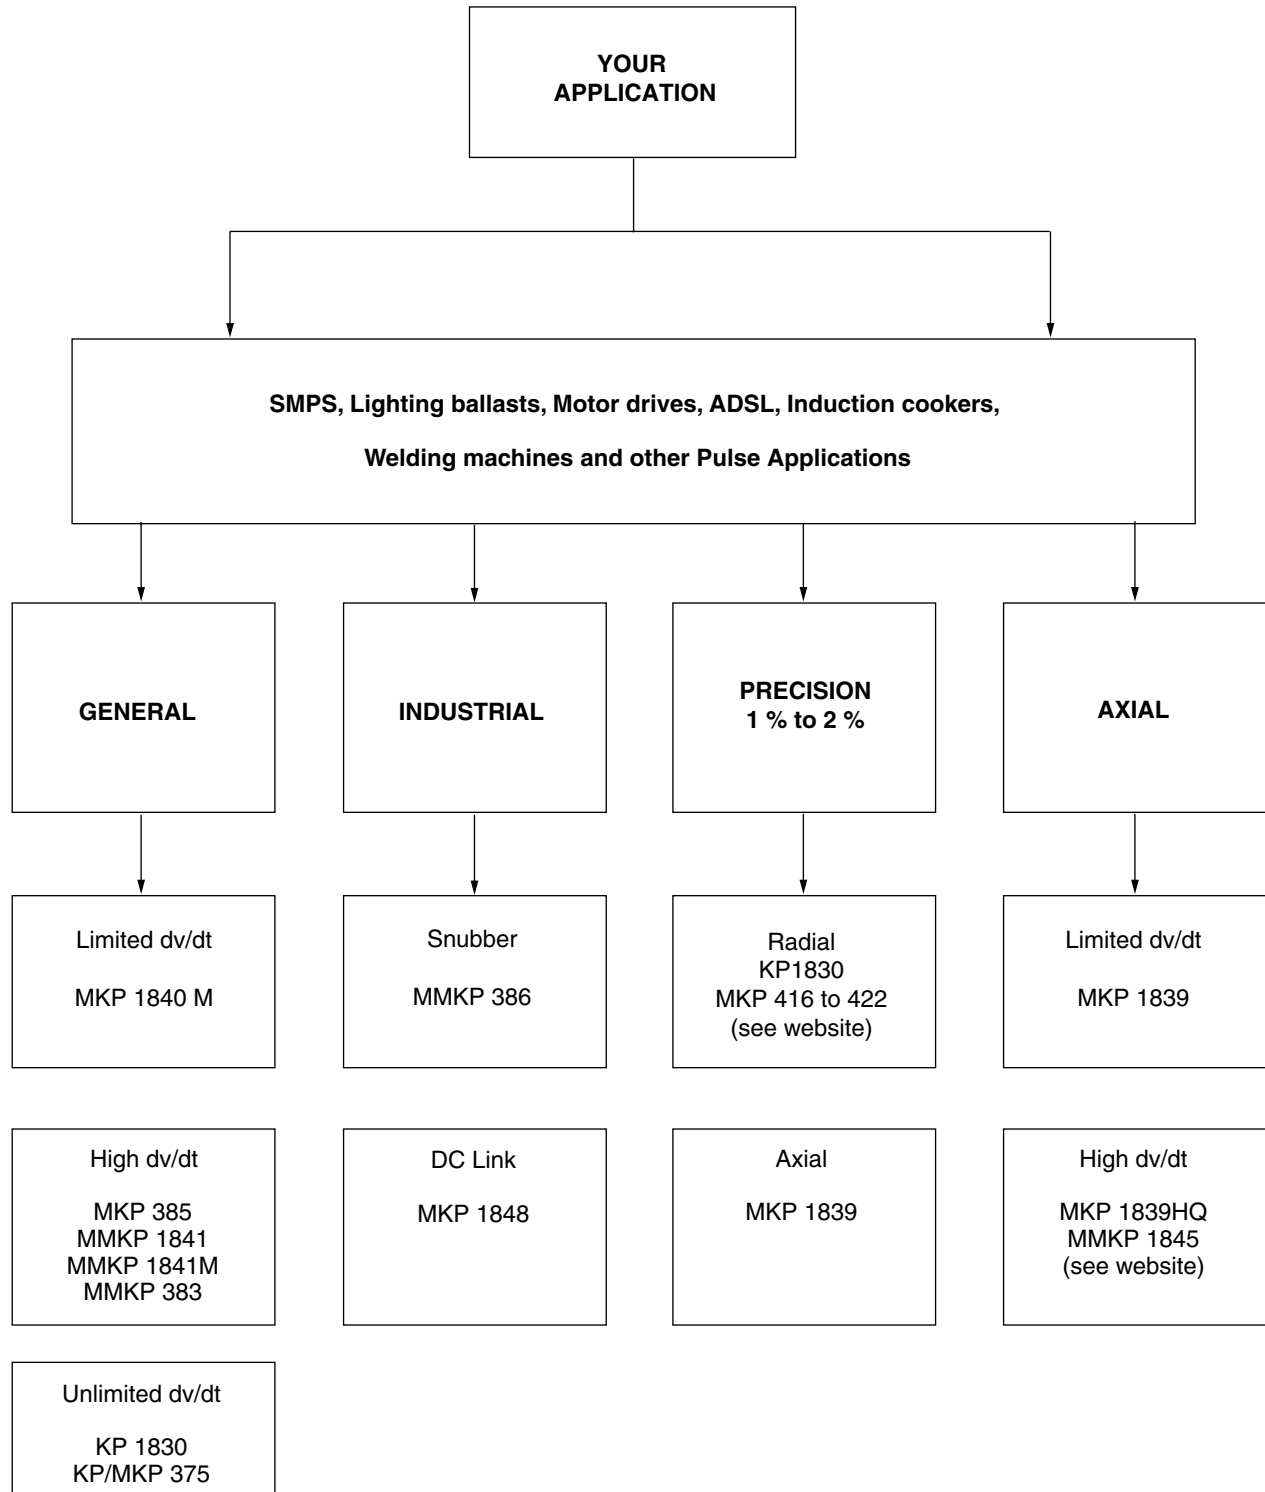 YOUR
APPLICATION
SMPS, Lighting ballasts, Motor drives, ADSL, Induction cookers,
Welding machines and other Pulse Applications
GENERAL
INDUSTRIAL
PRECISION
1 % to 2 %
AXIAL
Limited dv/dt
MKP 1840 M
Snubber
MMKP 386
Radial
KP1830
MKP 416 to 422
(see website)
Limited dv/dt
MKP 1839
High dv/dt
MKP 385
MMKP 1841
MMKP 1841M
MMKP 383
DC Link
MKP 1848
Axial
MKP 1839
High dv/dt
MKP 1839HQ
MMKP 1845
(see website)
Unlimited dv/dt
KP 1830
KP/MKP 375